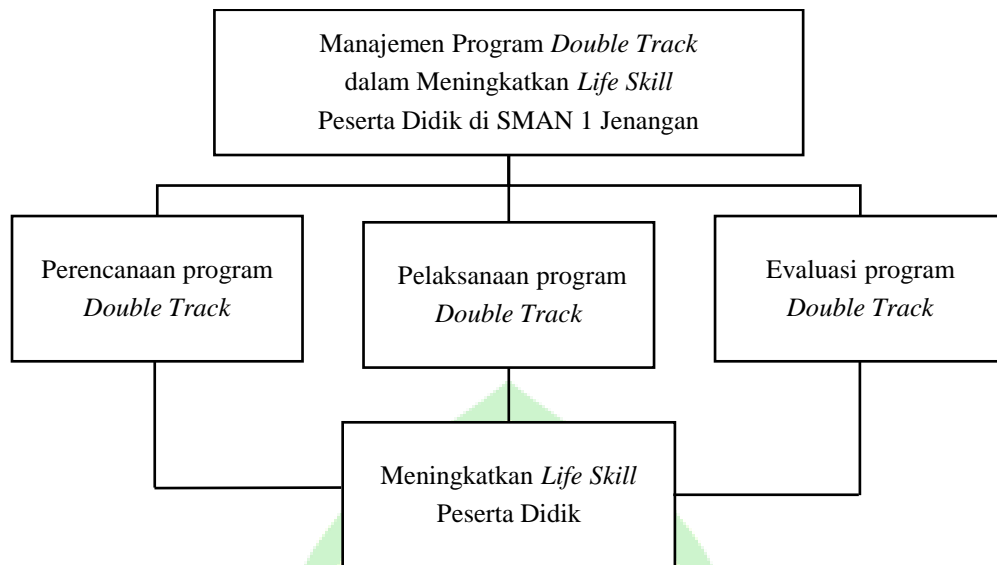 Manajemen Program Double Track
dalam Meningkatkan Life Skill
Peserta Didik di SMAN 1 Jenangan
Perencanaan program
Double Track
Pelaksanaan program
Double Track
Evaluasi program
Double Track
Meningkatkan Life Skill
Peserta Didik